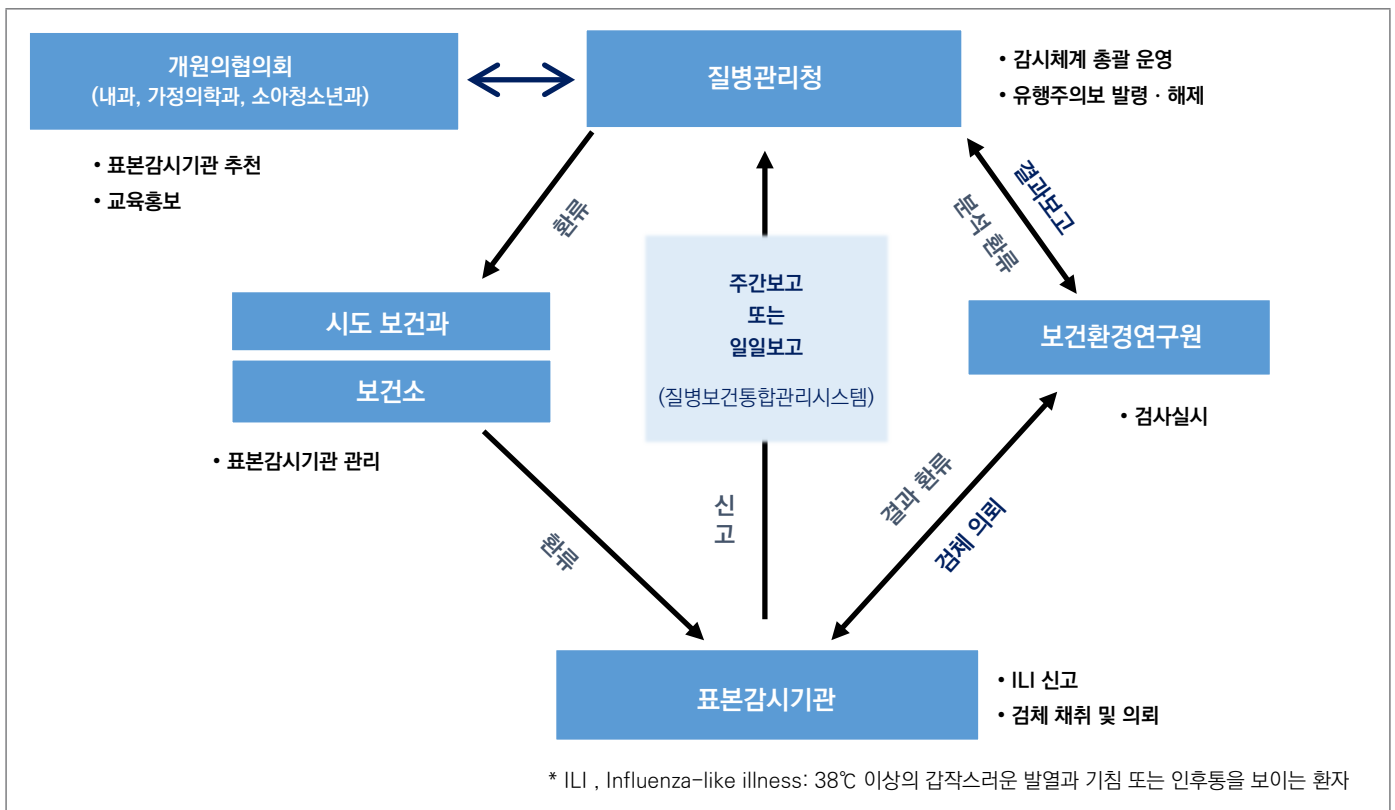 개원의협의회
(내과, 가정의학과, 소아청소년과)
질병관리청
• 감시체계 총괄 운영
• 유행주의보 발령 · 해제
• 표본감시기관 추천
• 교육홍보
환류
결과보고
분석 환류
주간보고
또는
일일보고
(질병보건통합관리시스템)
시도 보건과
보건소
• 표본감시기관 관리
보건환경연구원
• 검사실시
환류
신
고
결과 환류
검체 의뢰
표본감시기관
• ILI 신고
• 검체 채취 및 의뢰
* ILI , Influenza-like illness: 38℃ 이상의 갑작스러운 발열과 기침 또는 인후통을 보이는 환자